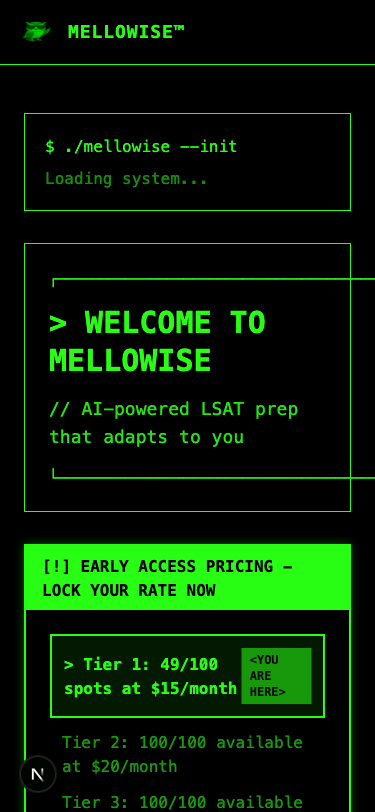 MELLOWISE™
$ ./mellowise --init
Loading system...
> WELCOME TO
MELLOWISE
// AI-powered LSAT prep
that adapts to you
[!] EARLY ACCESS PRICING -
LOCK YOUR RATE NOW
> Tier 1: 49/100
spots at $15/month
<YOU
ARE
HERE>
Tier 2: 100/100 available
at $20/month
N
Tier 3: 100/100 available